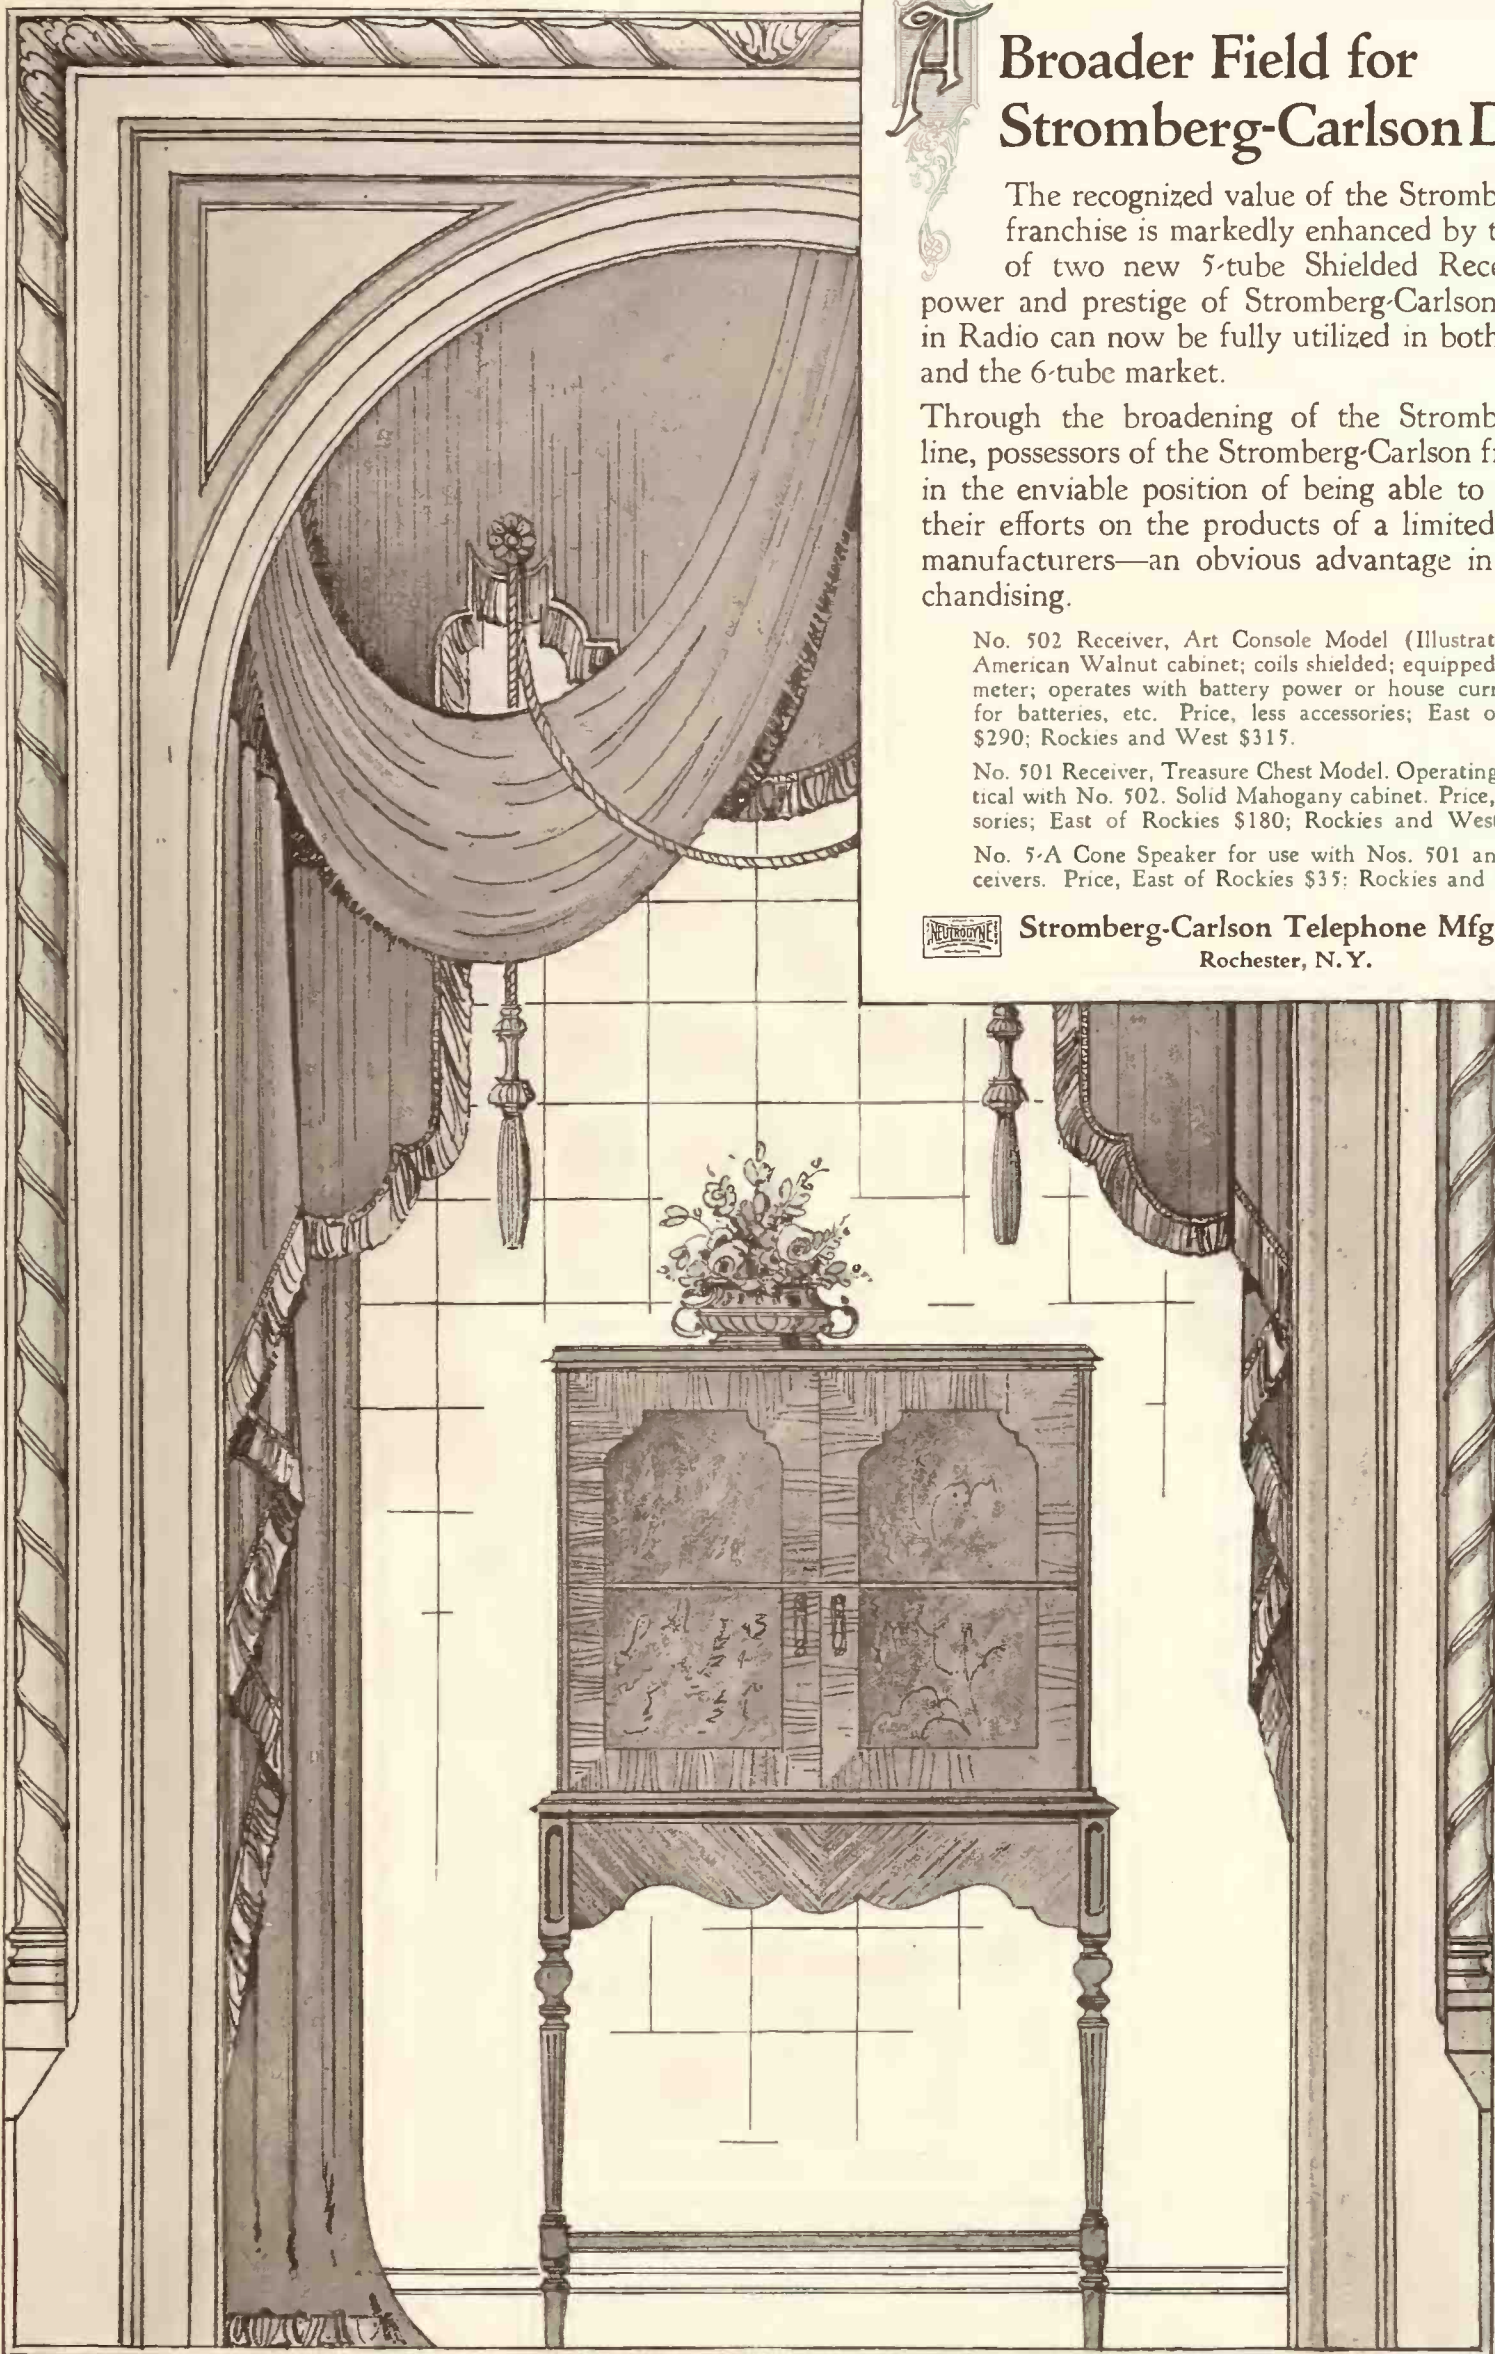 A Broader Field for
Stromberg-Carlson
The recognized value of the
franchise is markedly enhanced by
of two new 5-tube Shielded
power and prestige of Stromberg-Carlson
in Radio can now be fully utilized in both
and the 6-tube market.
Through the broadening of the
line, possessors of the Stromberg-Carlson
in the enviable position of being able to
their efforts on the products of a limited
manufacturers—an obvious advantage in
chandising.
No. 502 Receiver, Art Console Model
American Walnut cabinet; coils shielded; equipped
meter; operates with battery power or house
for batteries, etc. Price, less accessories; East
$290; Rockies and West $315.
No. 501 Receiver, Treasure Chest Model. Operating
tical with No. 502. Solid Mahogany cabinet. Price,
sories; East of Rockies $180; Rockies and
No. 5-A Cone Speaker for use with Nos. 501
ceivers. Price, East of Rockies $35; Rockies and
NEUTRODYNE
Stromberg-Carlson Telephone Mfg
Rochester, N. Y.